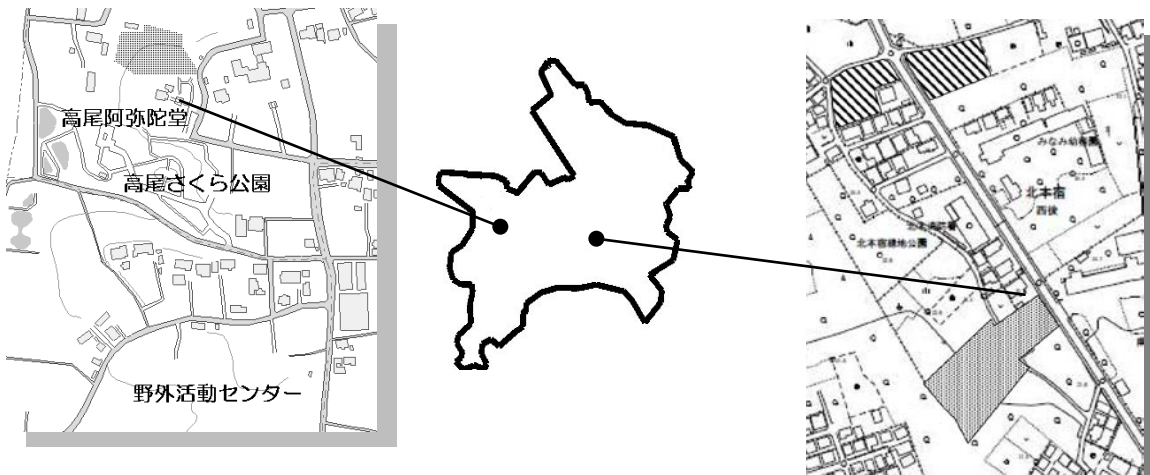 高尾阿弥陀堂
高尾さくら公園
野外活動センター
みなみ幼稚園
北本宿
西後
北本消防署
北本宿緑地公園